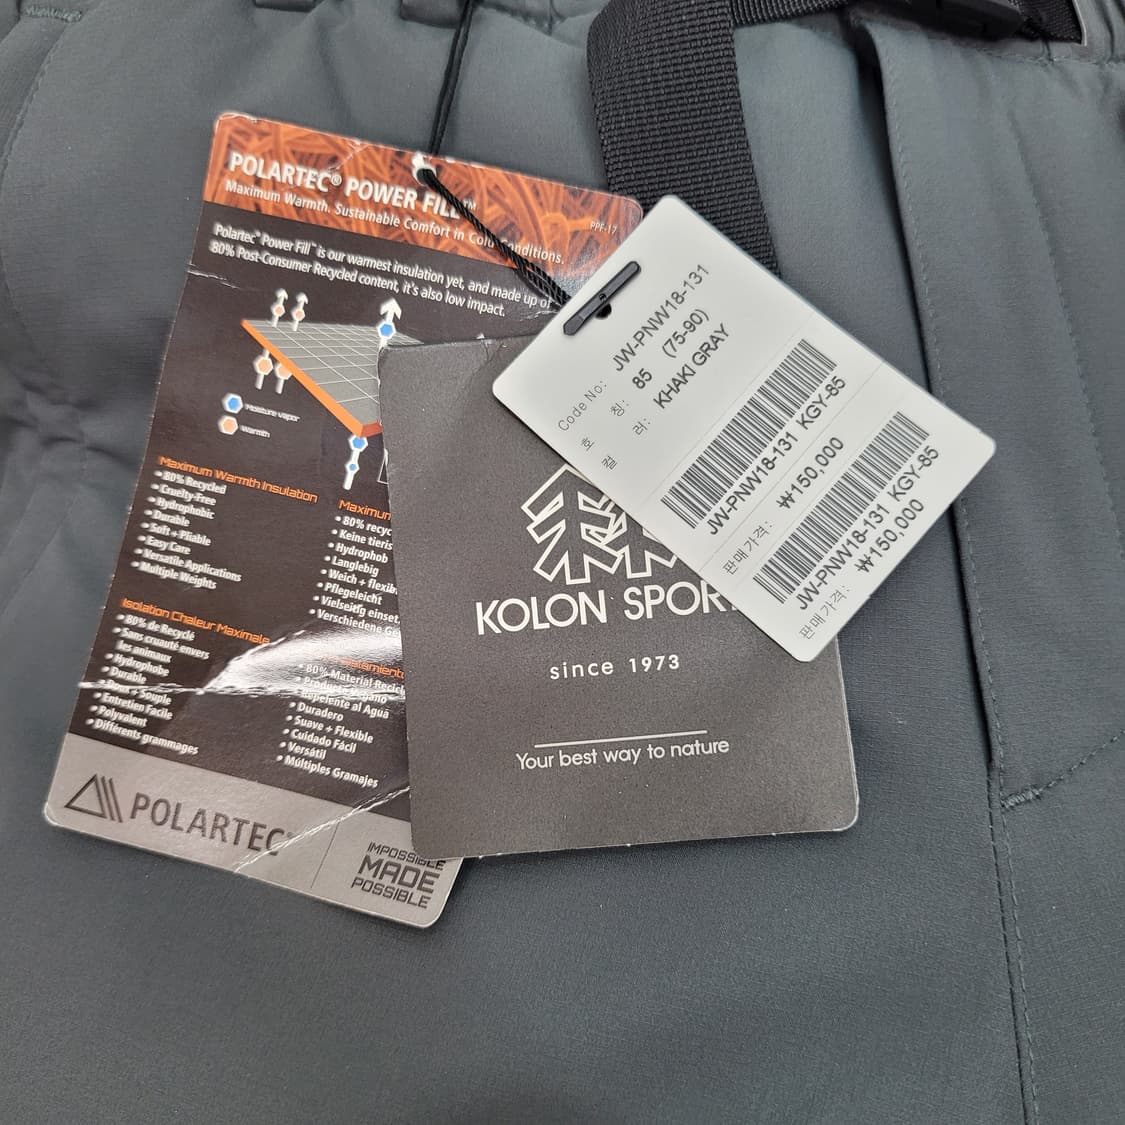 POLARTEC® POWER FILL™
Maximum Warmth. Sustainable Comfort in Cold Conditions.
PPF-17
Polartec™ Power Fill™ is our warmest insulation yet, and made up of
80% Post-Consumer Recycled content, it's also low impact.
Moisture vapor
Warmth
Maximum Warmth Insulation
• 80% Recycled
• Cruelty-Free
• Hydrophobic
• Durable
• Soft + Pliable
• Easy Care
• Versatile Applications
• Multiple Weights
Maximum
• 80% recyc
• Keine tieris
• Hydrophob
• Langlebig
• Weich + flexib
• Pflegeleicht
• Vielseitig einset
• Verschiedene Ge
Isolation Chaleur Maximale
• 80% de Recyclé
• Sans cruauté envers
les animaux
• Hydrophobe
• Durable
• Doux + Souple
• Entretien Facile
• Polyvalent
• Différents grammages
• 80% Material Recicl
• Repelente al Agua
• Duradero
• Suave + Flexible
• Cuidado Fácil
• Versátil
• Múltiples Gramajes
POLARTEC®
IMPOSSIBLE
MADE
POSSIBLE
KOLON SPORT
since 1973
Your best way to nature
Code No: JW-PNW18-131
호 칭: 85 (75-90)
컬 러: KHAKI GRAY
JW-PNW18-131 KGY-85
판매가격: ₩150,000
JW-PNW18-131 KGY-85
판매가격: ₩150,000